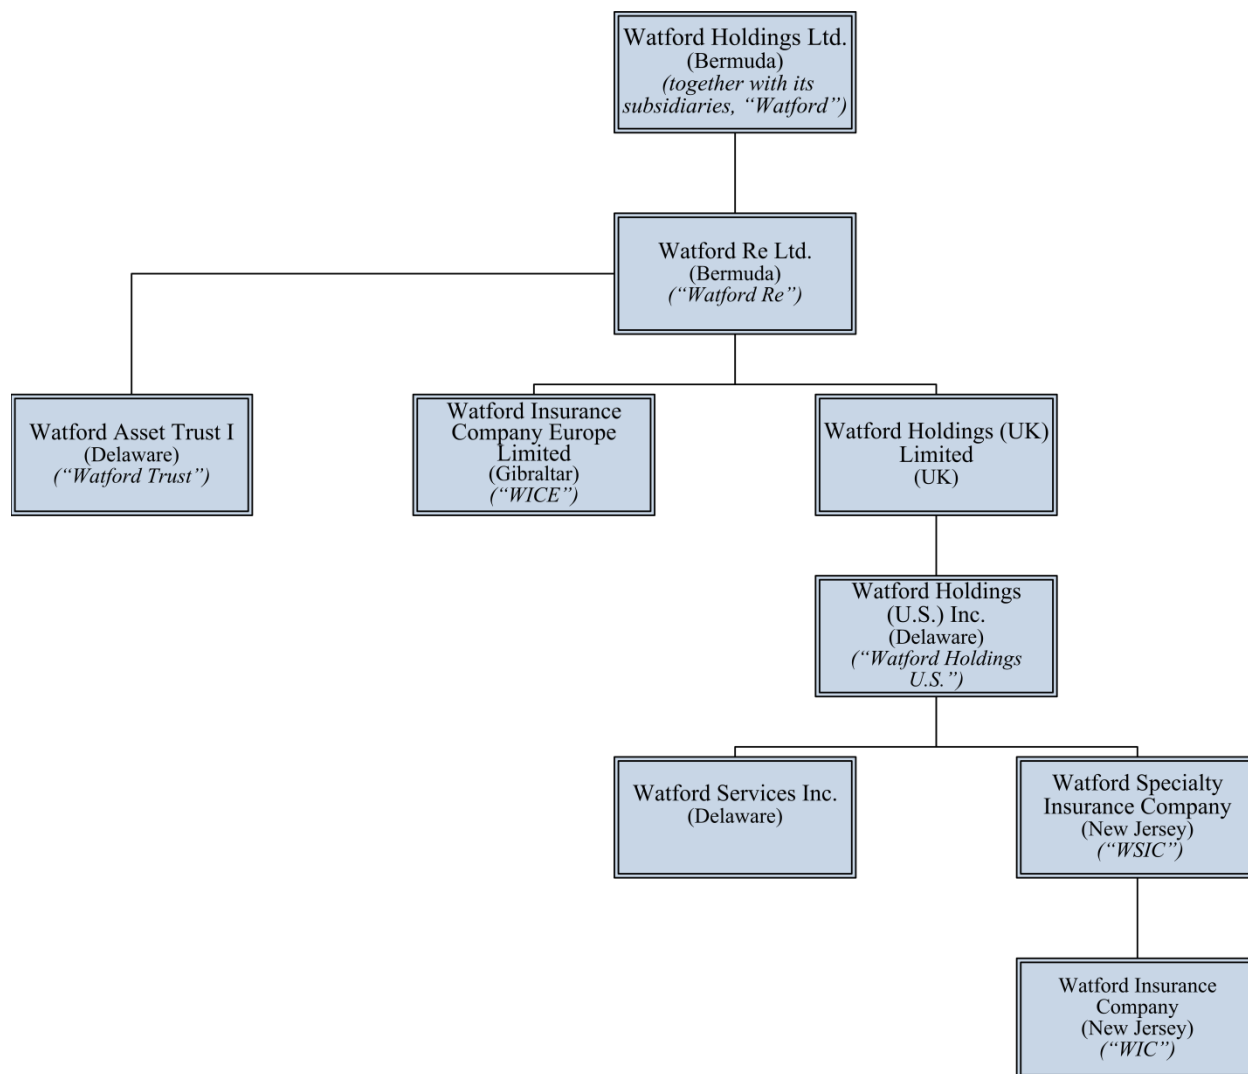 Watford Holdings Ltd.
(Bermuda)
(together with its
subsidiaries, “Watford”)
Watford Re Ltd.
(Bermuda)
(“Watford Re”)
Watford Asset Trust I
(Delaware)
(“Watford Trust”)
Watford Insurance
Company Europe
Limited
(Gibraltar)
(“WICE”)
Watford Holdings (UK)
Limited
(UK)
Watford Holdings
(U.S.) Inc.
(Delaware)
(“Watford Holdings
U.S.”)
Watford Services Inc.
(Delaware)
Watford Specialty
Insurance Company
(New Jersey)
(“WSIC”)
Watford Insurance
Company
(New Jersey)
(“WIC”)